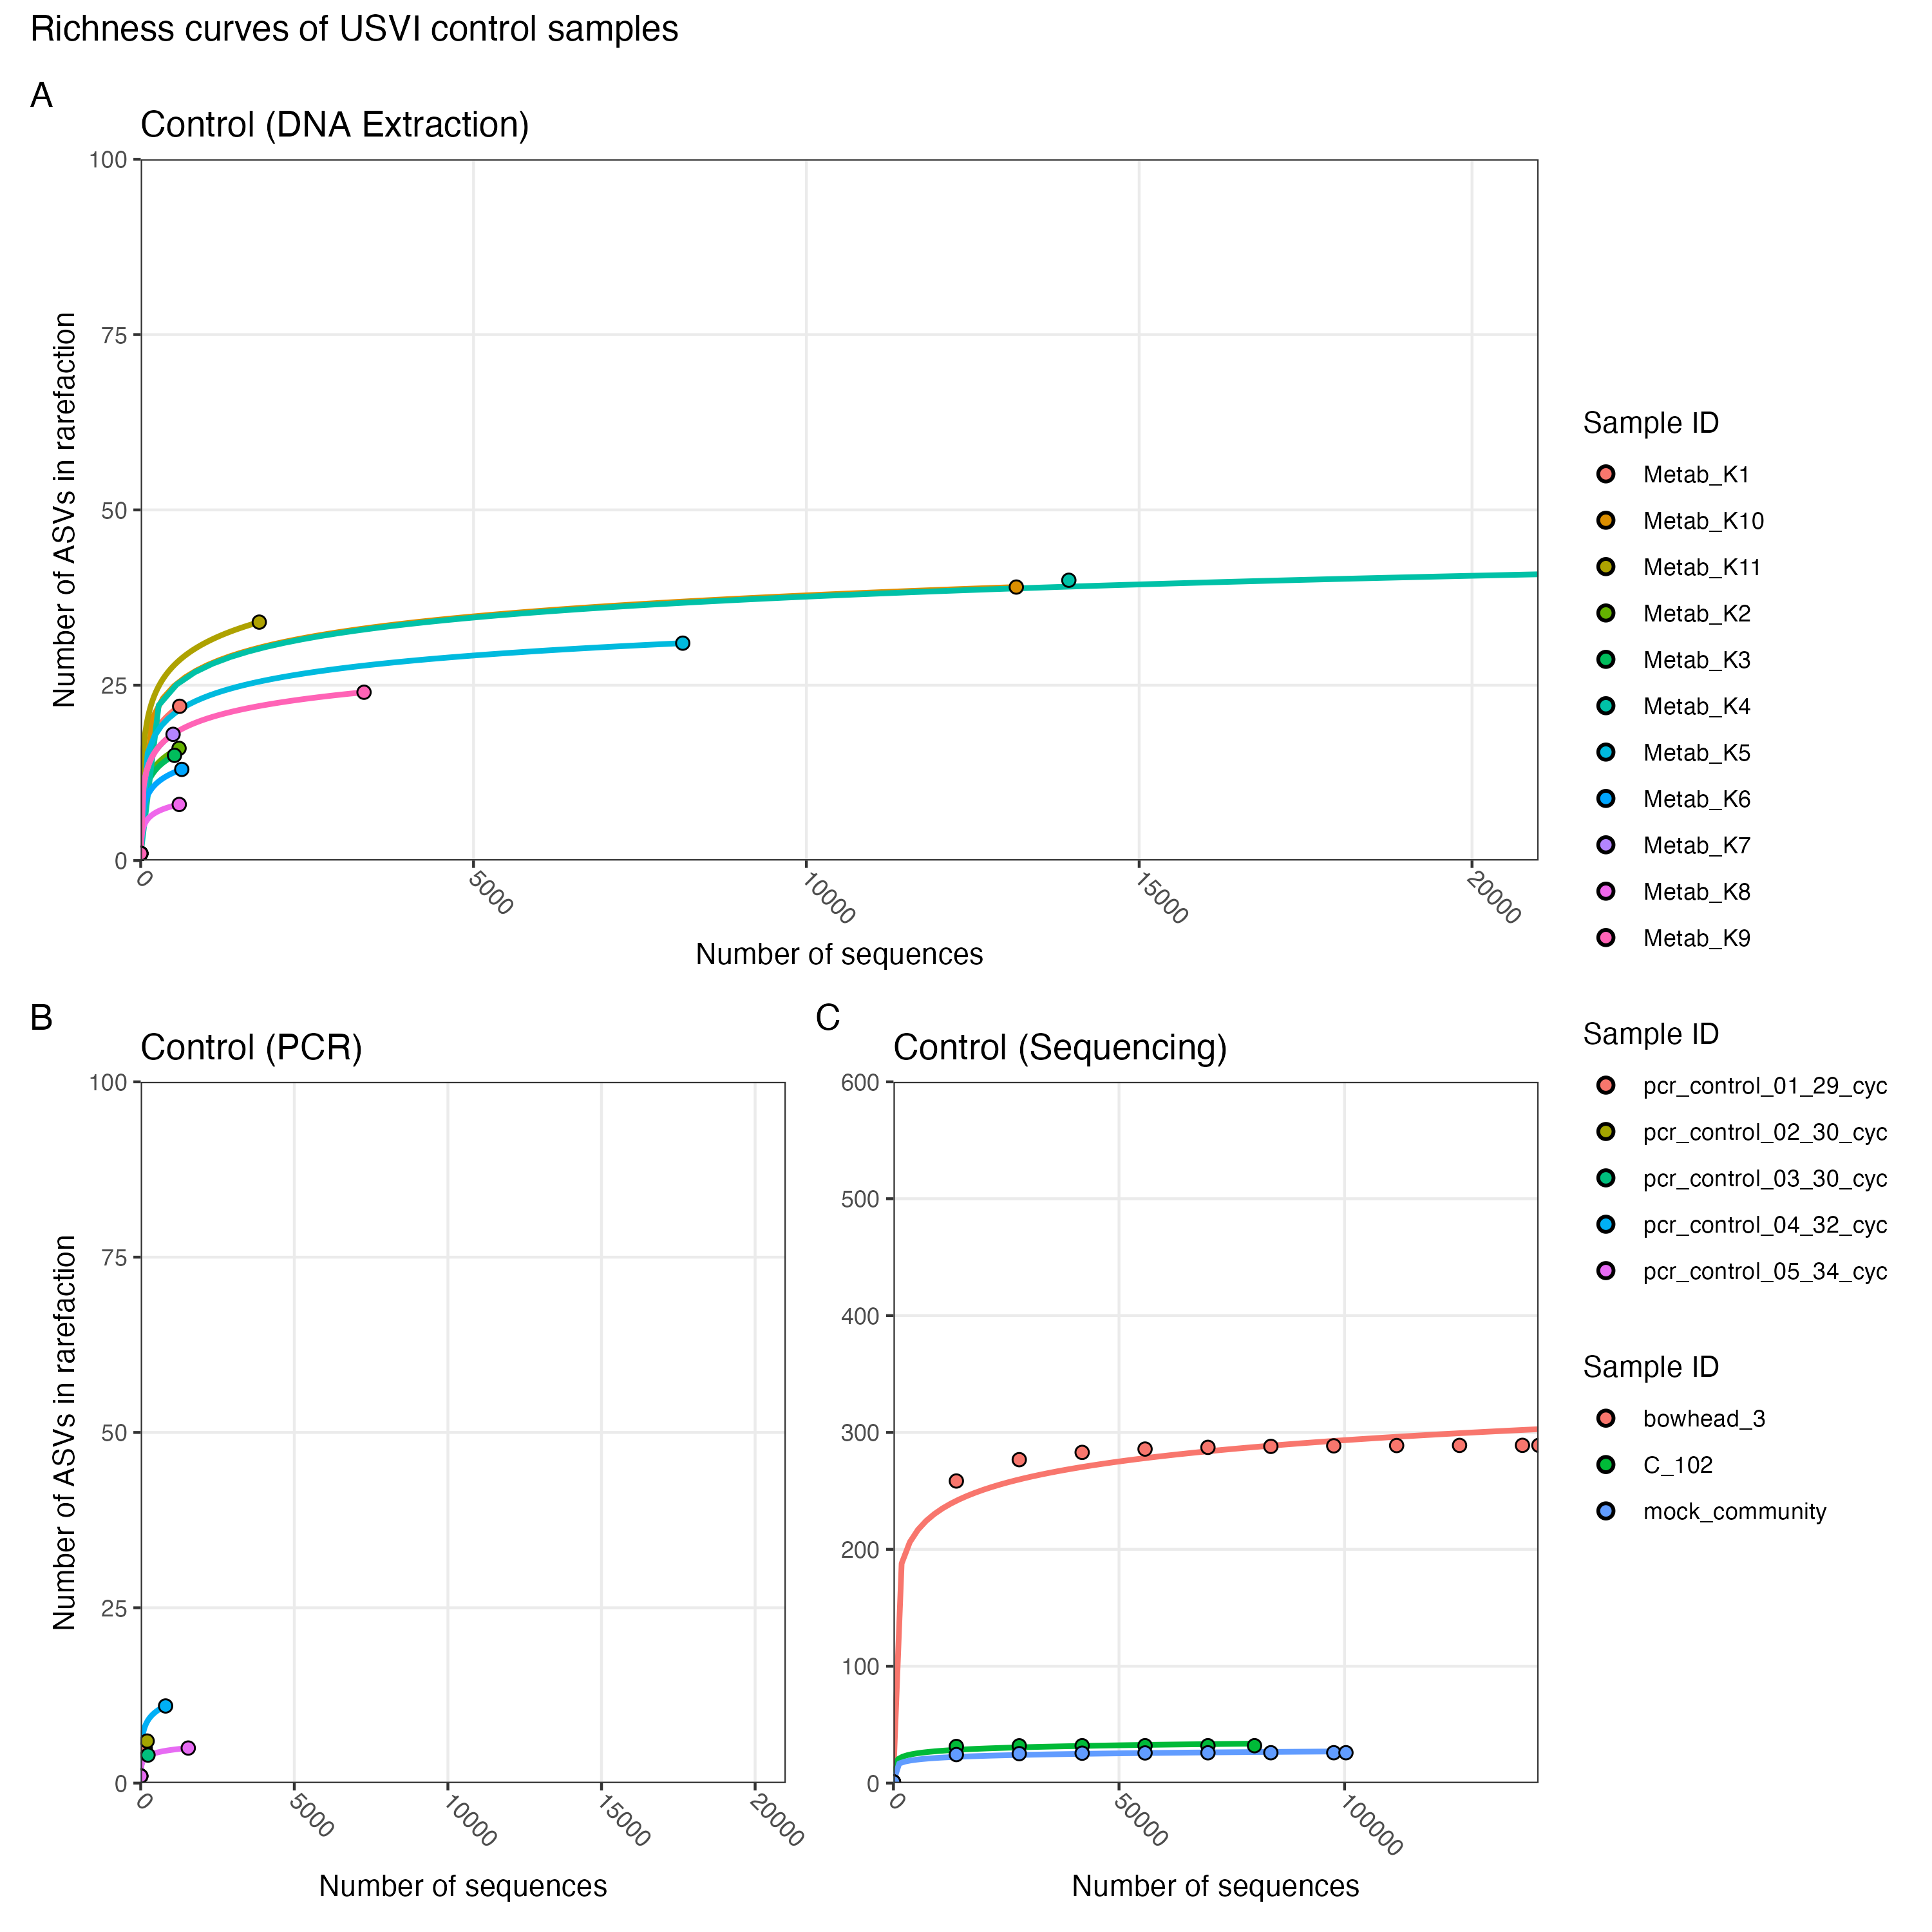 Richness curves of USVI control samples
A
Control (DNA Extraction)
Number of ASVs in rarefaction
100
75
50
25
0
0
5000
10000
15000
20000
Number of sequences
Sample ID
Metab_K1
Metab_K10
Metab_K11
Metab_K2
Metab_K3
Metab_K4
Metab_K5
Metab_K6
Metab_K7
Metab_K8
Metab_K9
B
Control (PCR)
Number of ASVs in rarefaction
100
75
50
25
0
0
5000
10000
15000
20000
Number of sequences
C
Control (Sequencing)
600
500
400
300
200
100
0
0
50000
100000
Number of sequences
Sample ID
pcr_control_01_29_cyc
pcr_control_02_30_cyc
pcr_control_03_30_cyc
pcr_control_04_32_cyc
pcr_control_05_34_cyc
Sample ID
bowhead_3
C_102
mock_community